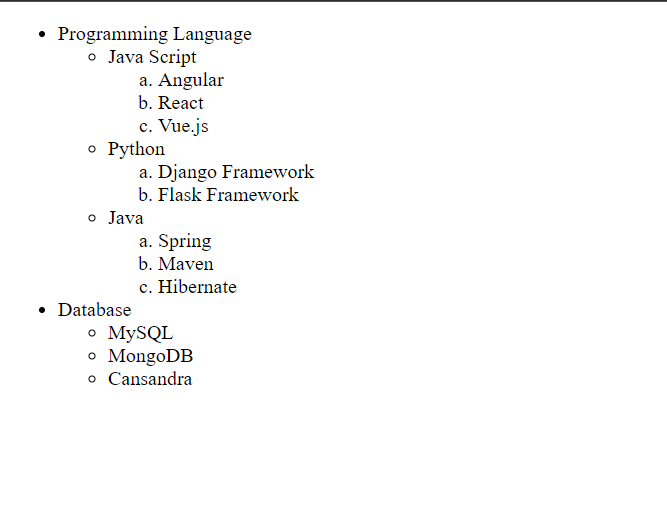 • Programming Language
◦ Java Script
a. Angular
b. React
c. Vue.js
◦ Python
a. Django Framework
b. Flask Framework
◦ Java
a. Spring
b. Maven
c. Hibernate
• Database
◦ MySQL
◦ MongoDB
◦ Cansandra